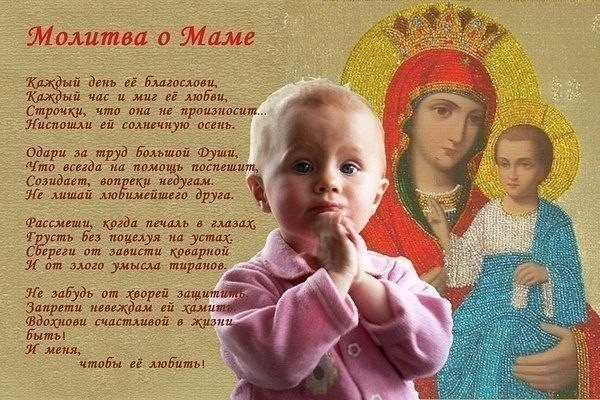 Молитва о Маме
Каждый день её благослови,
Каждый час и миг её любви,
Строчки, что она не произносит...
Ниспошли ей солнечную осень.
Одари за труд большой Души,
Что всегда на помощь поспешит,
Созидает, вопреки недугам.
Не лишай любимейшего друга.
Рассмеши, когда печаль в глазах,
Грусть без поцелуя на устах.
Сбереги от зависти коварной
И от злого умысла тиранов.
Не забудь от хворей защитить.
Запрети невеждам ей хамить.
Вдохнови счастливой в жизни
быть!
И меня,
чтобы её любить!